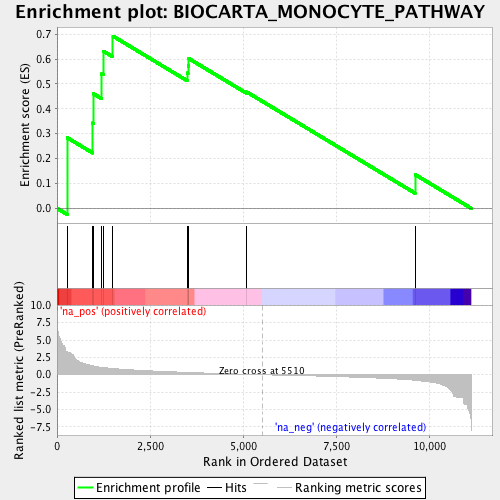 Enrichment plot: BIOCARTA_MONOCYTE_PATHWAY
Enrichment score (ES)
0.7
0.6
0.5
0.4
0.3
0.2
0.1
0.0
'na_pos' (positively correlated)
Ranked list metric (PreRanked)
10.0
7.5
5.0
2.5
0.0
-2.5
-5.0
-7.5
Zero cross at 5510
'na_neg' (negatively correlated)
0
2,500
5,000
7,500
10,000
Rank in Ordered Dataset
Enrichment profile
Hits
Ranking metric scores